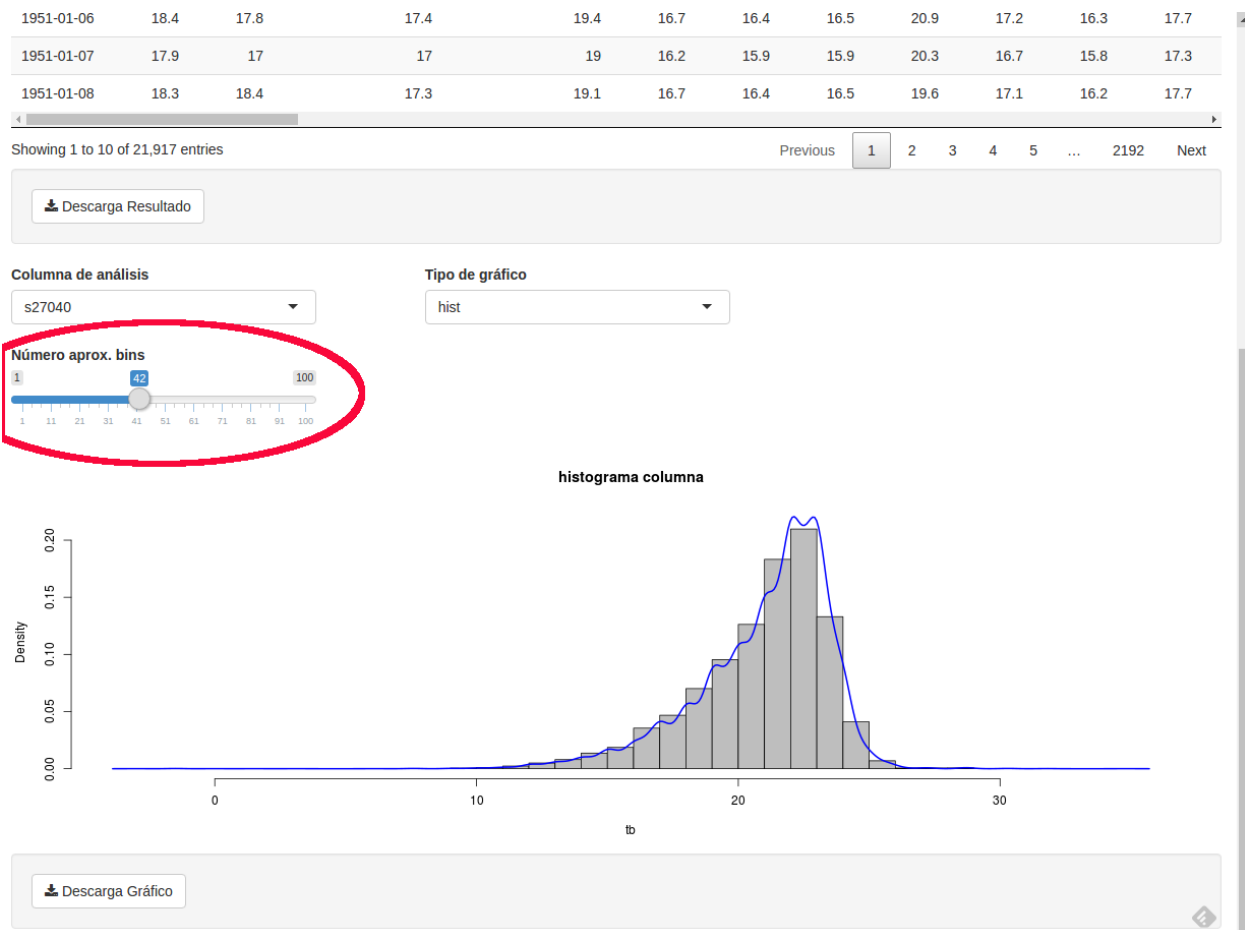 1951-01-06 18.4 17.8 17.4 19.4 16.7 16.4 16.5 20.9 17.2 16.3 17.7
1951-01-07 17.9 17 17 19 16.2 15.9 15.9 20.3 16.7 15.8 17.3
1951-01-08 18.3 18.4 17.3 19.1 16.7 16.4 16.5 19.6 17.1 16.2 17.7
Showing 1 to 10 of 21,917 entries Previous 1 2 3 4 5 … 2192 Next
Descarga Resultado
Columna de análisis Tipo de gráfico
s27040 hist
Número aprox. bins
1 42 100
1 11 21 31 41 51 61 71 81 91 100
histograma columna
0.20
0.15
0.10
0.05
0.00
Density
0 10 20 30
tb
Descarga Gráfico